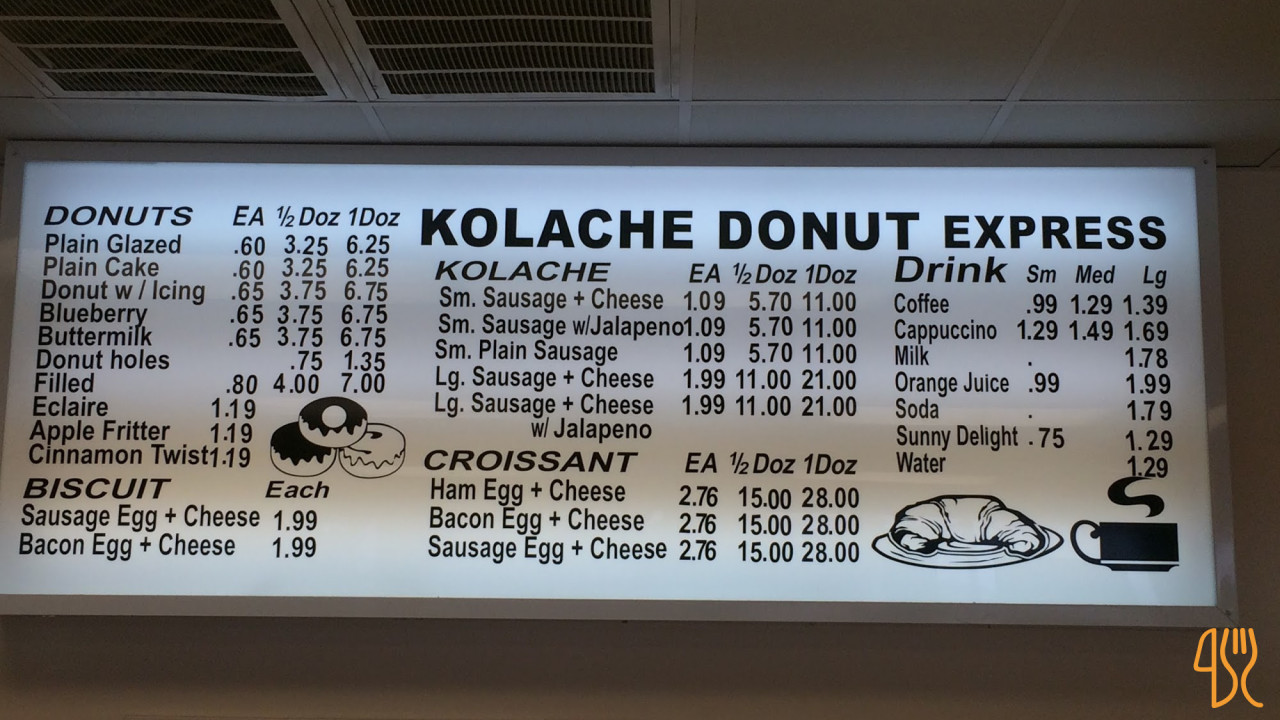 KOLACHE DONUT EXPRESS
DONUTS EA ½ Doz 1Doz
Plain Glazed .60 3.25 6.25
Plain Cake .60 3.25 6.25
Donut w / Icing .65 3.75 6.75
Blueberry .65 3.75 6.75
Buttermilk .65 3.75 6.75
Donut holes .75 1.35
Filled .80 4.00 7.00
Eclaire 1.19
Apple Fritter 1.19
Cinnamon Twist 1.19
BISCUIT Each
Sausage Egg + Cheese 1.99
Bacon Egg + Cheese 1.99
KOLACHE EA ½ Doz 1Doz
Sm. Sausage + Cheese 1.09 5.70 11.00
Sm. Sausage w/Jalapeno 1.09 5.70 11.00
Sm. Plain Sausage 1.09 5.70 11.00
Lg. Sausage + Cheese 1.99 11.00 21.00
Lg. Sausage + Cheese 1.99 11.00 21.00
w/ Jalapeno
CROISSANT EA ½ Doz 1Doz
Ham Egg + Cheese 2.76 15.00 28.00
Bacon Egg + Cheese 2.76 15.00 28.00
Sausage Egg + Cheese 2.76 15.00 28.00
Drink Sm Med Lg
Coffee .99 1.29 1.39
Cappuccino 1.29 1.49 1.69
Milk . 1.78
Orange Juice .99 1.99
Soda . 1.79
Sunny Delight .75 1.29
Water 1.29